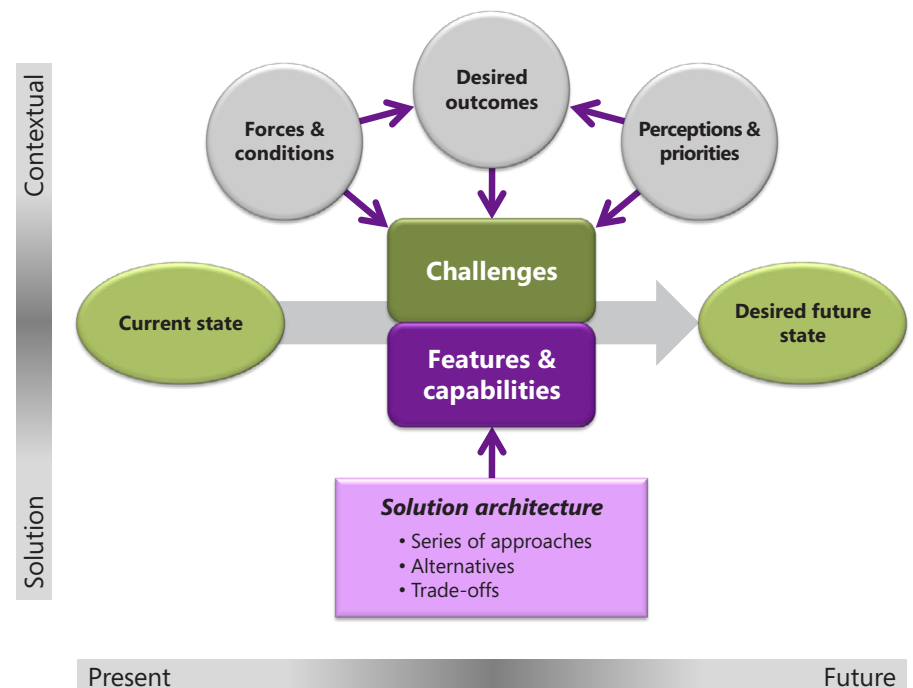 Contextual
Solution
Desired
outcomes
Forces &
conditions
Perceptions &
priorities
Challenges
Current state
Desired future
state
Features &
capabilities
Solution architecture
• Series of approaches
• Alternatives
• Trade-offs
Present
Future